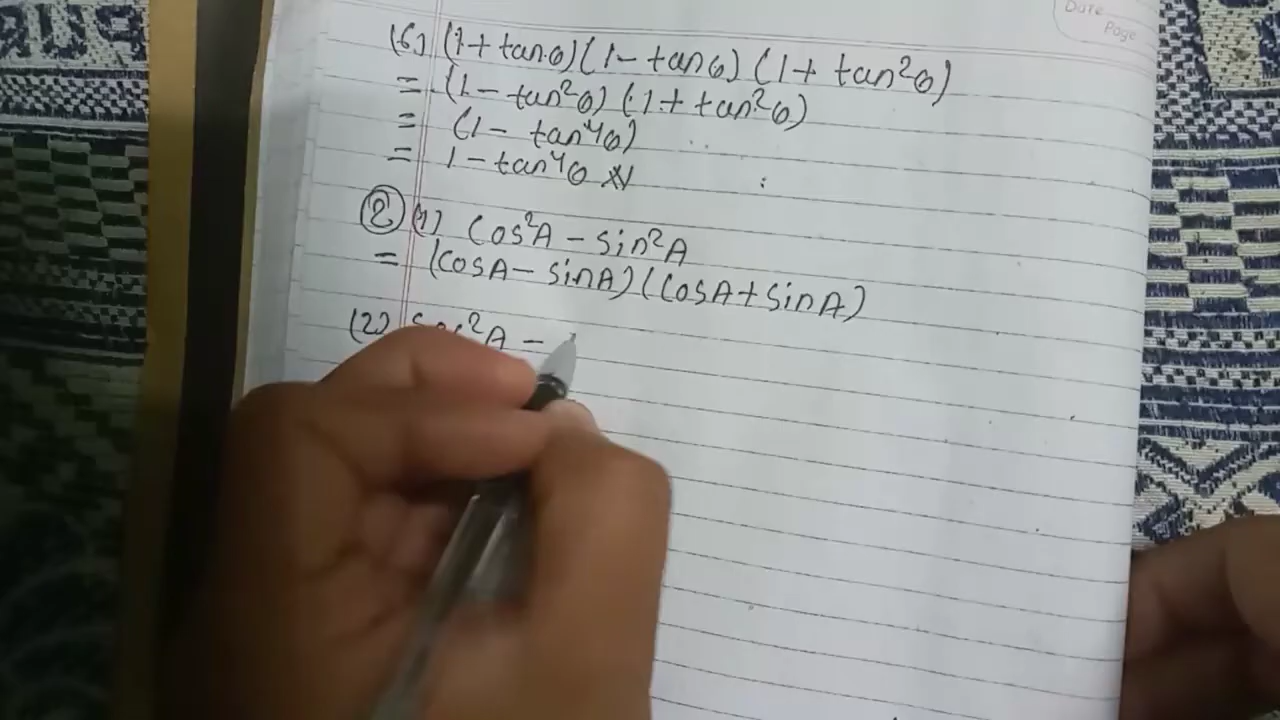 Date
Page
(6) (1 + tanθ)(1 - tanθ)(1 + tan²θ)
= (1 - tan²θ)(1 + tan²θ)
= (1 - tan⁴θ)
= 1 - tan⁴θ
② (1) Cos²A - sin²A
= (cosA - sinA)(CosA + sinA)
(2) A -